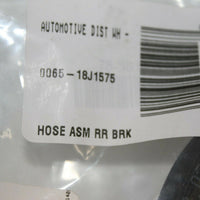 AUTOMOTIVE DIST WH -
0065-18J1575
HOSE ASM RR BRK